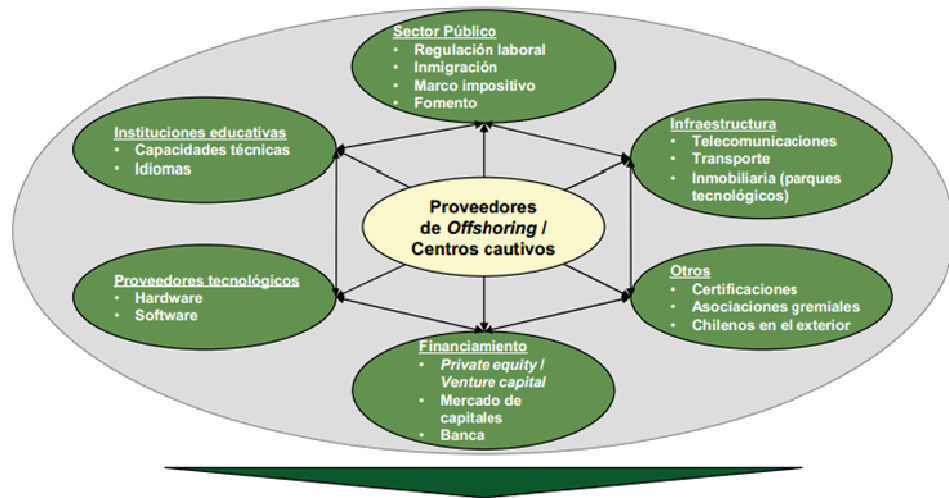 Sector Público
• Regulación laboral
• Inmigración
• Marco impositivo
• Fomento
Instituciones educativas
• Capacidades técnicas
• Idiomas
Infraestructura
• Telecomunicaciones
• Transporte
• Inmobiliaria (parques
tecnológicos)
Proveedores
de Offshoring /
Centros cautivos
Proveedores tecnológicos
• Hardware
• Software
Otros
• Certificaciones
• Asociaciones gremiales
• Chilenos en el exterior
Financiamiento
• Private equity /
Venture capital
• Mercado de
capitales
• Banca